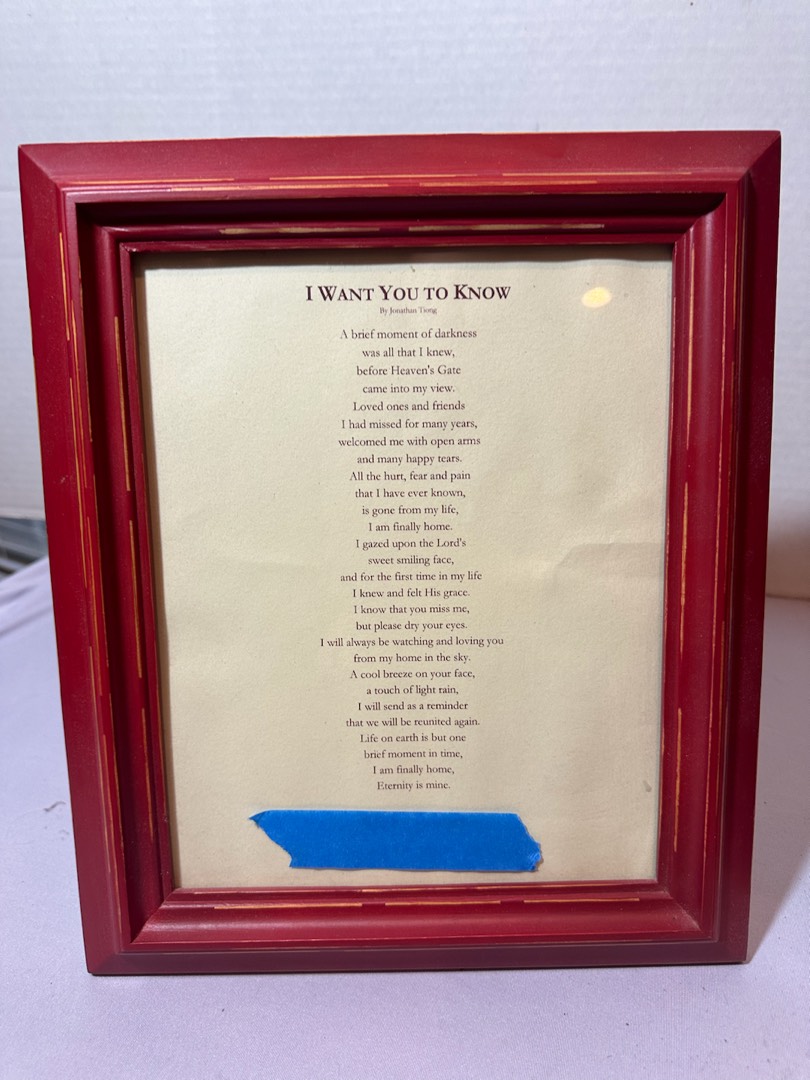 I WANT YOU TO KNOW
By Jonathan Tiong
A brief moment of darkness
was all that I knew,
before Heaven's Gate
came into my view.
Loved ones and friends
I had missed for many years,
welcomed me with open arms
and many happy tears.
All the hurt, fear and pain
that I have ever known,
is gone from my life,
I am finally home.
I gazed upon the Lord's
sweet smiling face,
and for the first time in my life
I knew and felt His grace.
I know that you miss me,
but please dry your eyes.
I will always be watching and loving you
from my home in the sky.
A cool breeze on your face,
a touch of light rain,
I will send as a reminder
that we will be reunited again.
Life on earth is but one
brief moment in time,
I am finally home,
Eternity is mine.